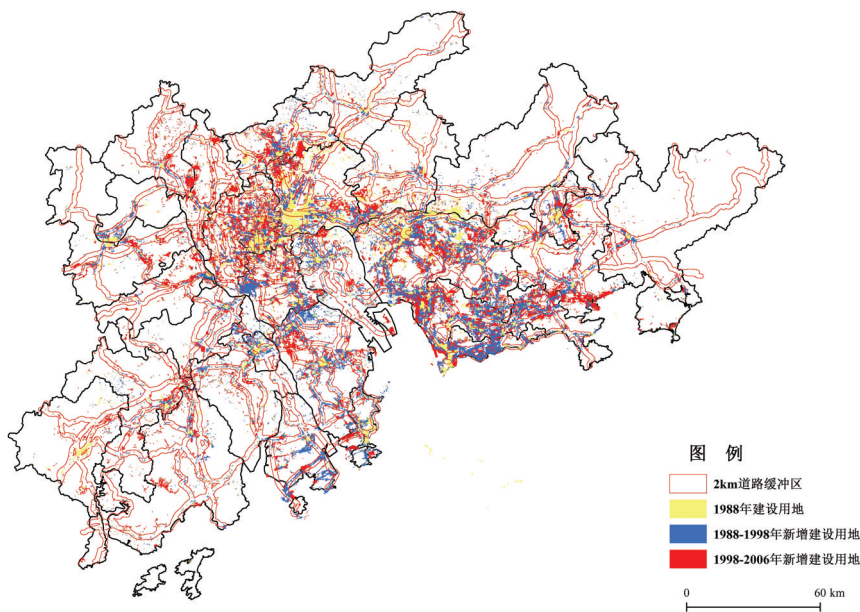 图 例
2km道路缓冲区
1988年建设用地
1988-1998年新增建设用地
1998-2006年新增建设用地
0 60 km